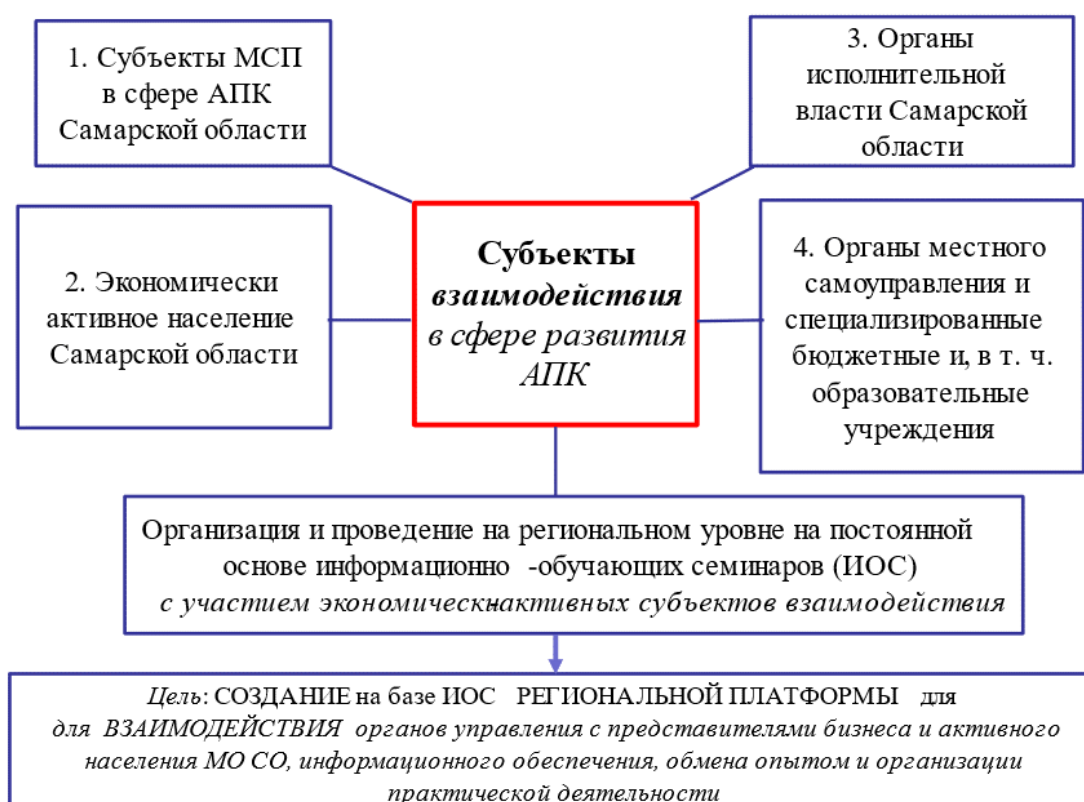 1. Субъекты МСП
в сфере АПК
Самарской области
3. Органы
исполнительной
власти Самарской
области
2. Экономически
активное население
Самарской области
Субъекты
взаимодействия
в сфере развития
АПК
4. Органы местного
самоуправления и
специализированные
бюджетные и, в т. ч.
образовательные
учреждения
Организация и проведение на региональном уровне на постоянной
основе информационно -обучающих семинаров (ИОС)
с участием экономически-активных субъектов взаимодействия
Цель: СОЗДАНИЕ на базе ИОС РЕГИОНАЛЬНОЙ ПЛАТФОРМЫ для
для ВЗАИМОДЕЙСТВИЯ органов управления с представителями бизнеса и активного
населения МО СО, информационного обеспечения, обмена опытом и организации
практической деятельности